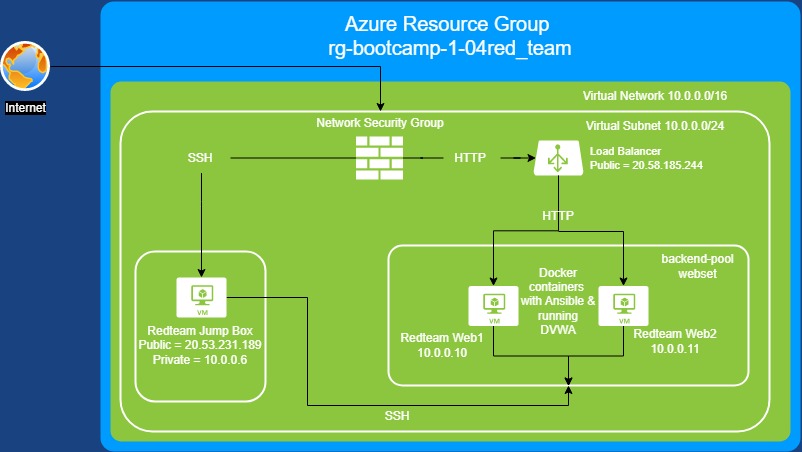 Azure Resource Group
rg-bootcamp-1-04red_team
Internet
Virtual Network 10.0.0.0/16
Network Security Group
Virtual Subnet 10.0.0.0/24
SSH
HTTP
Load Balancer
Public = 20.58.185.244
HTTP
backend-pool
webset
Docker
containers
with Ansible &
running
DVWA
VM
Redteam Jump Box
Public = 20.53.231.189
Private = 10.0.0.6
VM
Redteam Web1
10.0.0.10
VM
Redteam Web2
10.0.0.11
SSH